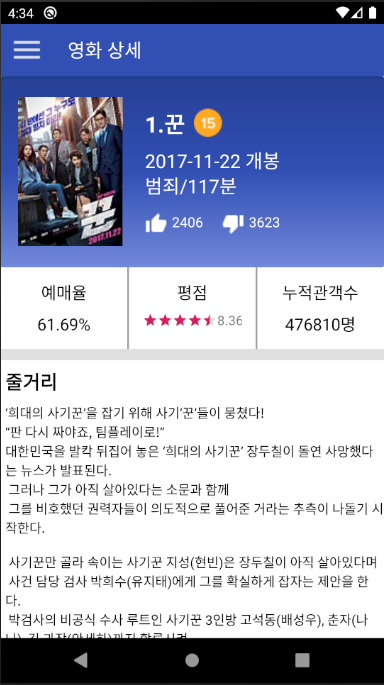 4:34
영화 상세
꾼
2017.11.22
1.꾼 15
2017-11-22 개봉
범죄/117분
2406 3623
예매율 평점 누적관객수
61.69% 8.36 476810명
줄거리
‘희대의 사기꾼’을 잡기 위해 사기‘꾼’들이 뭉쳤다!
“판 다시 짜야죠, 팀플레이로!”
대한민국을 발칵 뒤집어 놓은 ‘희대의 사기꾼’ 장두칠이 돌연 사망했다
는 뉴스가 발표된다.
그러나 그가 아직 살아있다는 소문과 함께
그를 비호했던 권력자들이 의도적으로 풀어준 거라는 추측이 나돌기 시
작한다.
사기꾼만 골라 속이는 사기꾼 지성(현빈)은 장두칠이 아직 살아있다며
사건 담당 검사 박희수(유지태)에게 그를 확실하게 잡자는 제안을 한
다.
박검사의 비공식 수사 루트인 사기꾼 3인방 고석동(배성우), 춘자(나